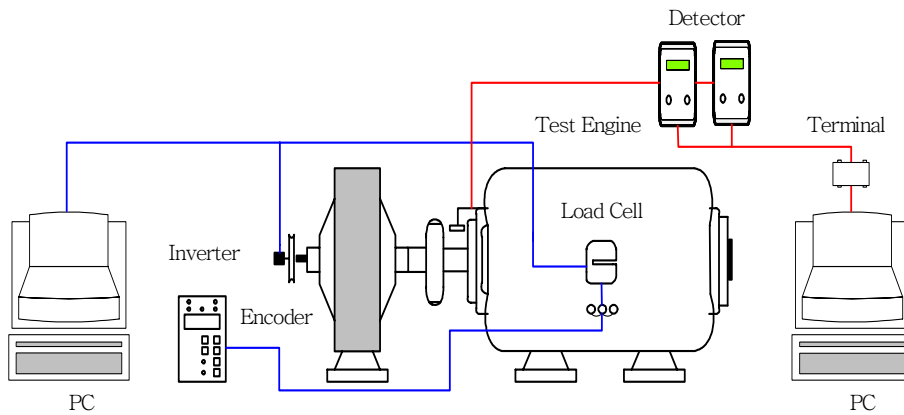 Detector
Test Engine
Terminal
Load Cell
Inverter
Encoder
PC
PC